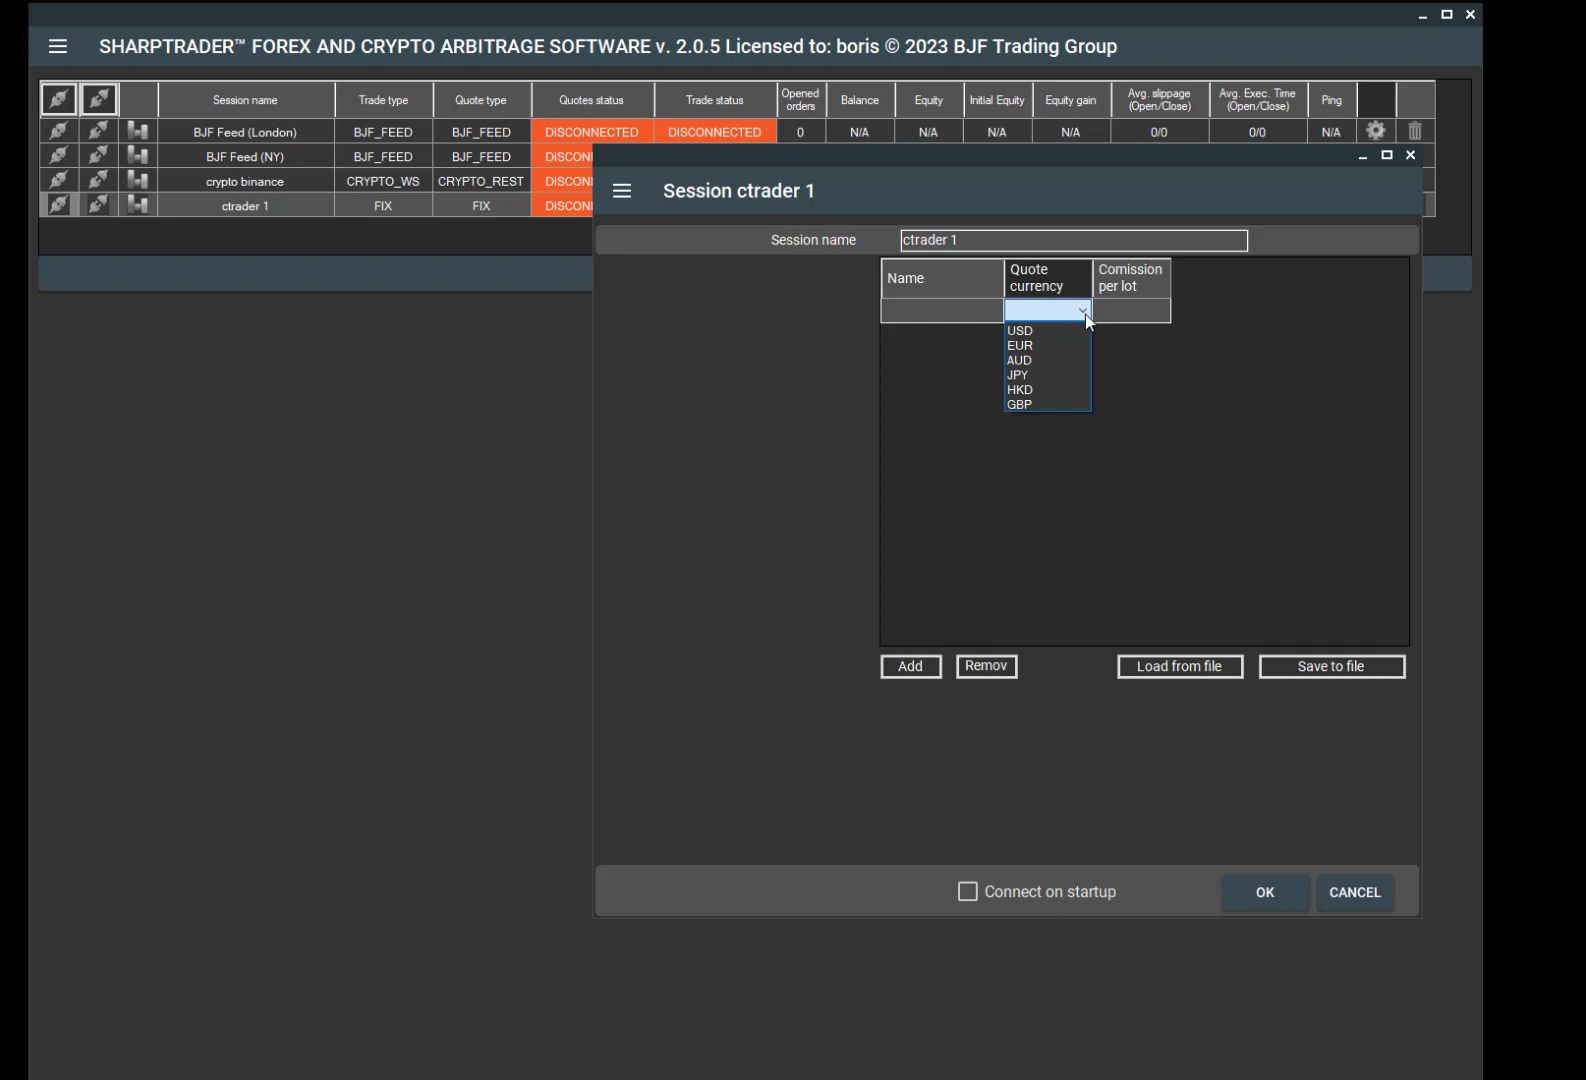 SHARPTRADER™ FOREX AND CRYPTO ARBITRAGE SOFTWARE v. 2.0.5 Licensed to: boris © 2023 BJF Trading Group
Session name Trade type Quote type Quotes status Trade status Opened orders Balance Equity Initial Equity Equity gain Avg. slippage (Open/Close) Avg. Exec. Time (Open/Close) Ping
BJF Feed (London) BJF_FEED BJF_FEED DISCONNECTED DISCONNECTED 0 N/A N/A N/A N/A 0/0 0/0 N/A
BJF Feed (NY) BJF_FEED BJF_FEED DISCON
crypto binance CRYPTO_WS CRYPTO_REST DISCON
ctrader 1 FIX FIX DISCON
Session ctrader 1
Session name ctrader 1
Name Quote currency Comission per lot
USD
EUR
AUD
JPY
HKD
GBP
Add Remov Load from file Save to file
Connect on startup OK CANCEL